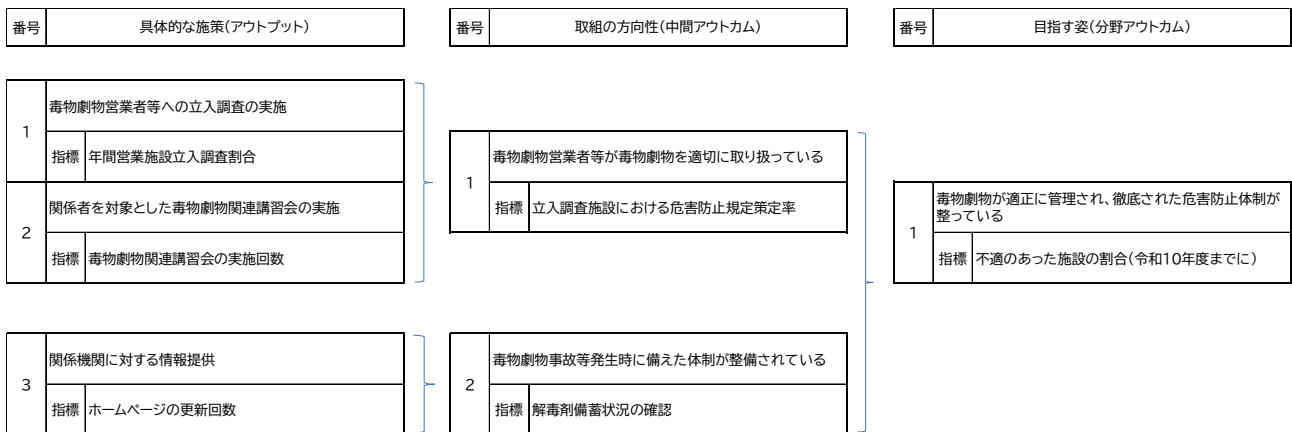 番号 具体的な施策(アウトプット)
番号 取組の方向性(中間アウトカム)
番号 目指す姿(分野アウトカム)
1 毒物劇物営業者等への立入調査の実施
指標 年間営業施設立入調査割合
2 関係者を対象とした毒物劇物関連講習会の実施
指標 毒物劇物関連講習会の実施回数
3 関係機関に対する情報提供
指標 ホームページの更新回数
1 毒物劇物営業者等が毒物劇物を適切に取り扱っている
指標 立入調査施設における危害防止規定策定率
2 毒物劇物事故等発生時に備えた体制が整備されている
指標 解毒剤備蓄状況の確認
1 毒物劇物が適正に管理され、徹底された危害防止体制が
整っている
指標 不適のあった施設の割合(令和10年度までに)